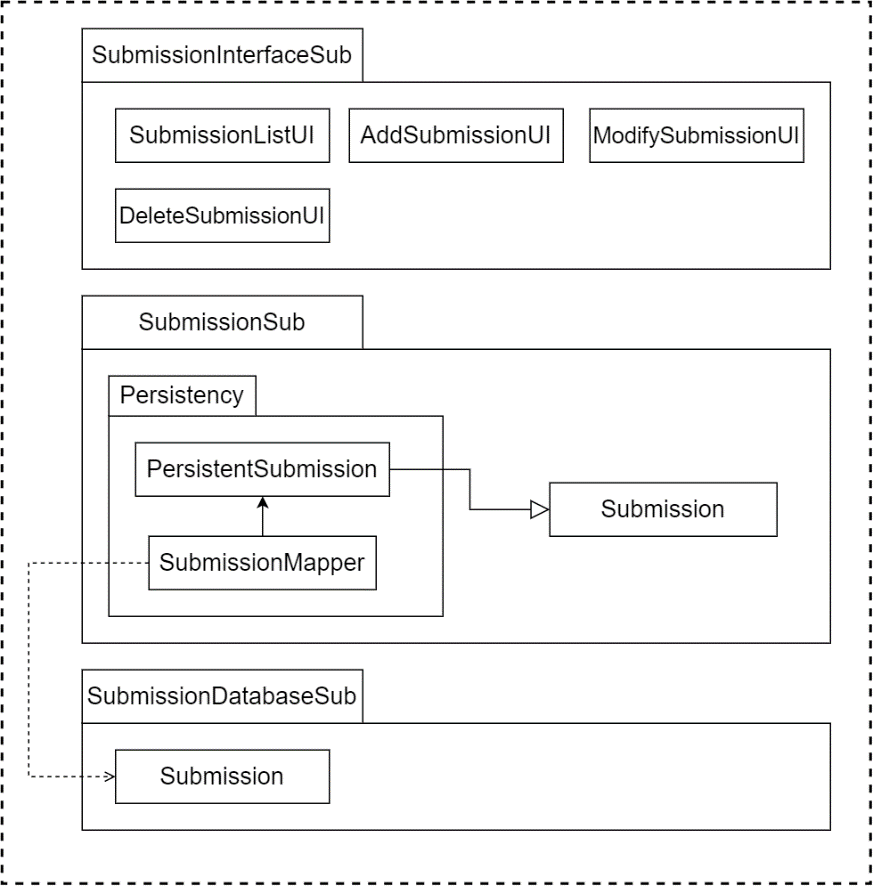 SubmissionInterfaceSub
SubmissionListUI
AddSubmissionUI
ModifySubmissionUI
DeleteSubmissionUI
SubmissionSub
Persistency
PersistentSubmission
Submission
SubmissionMapper
SubmissionDatabaseSub
Submission